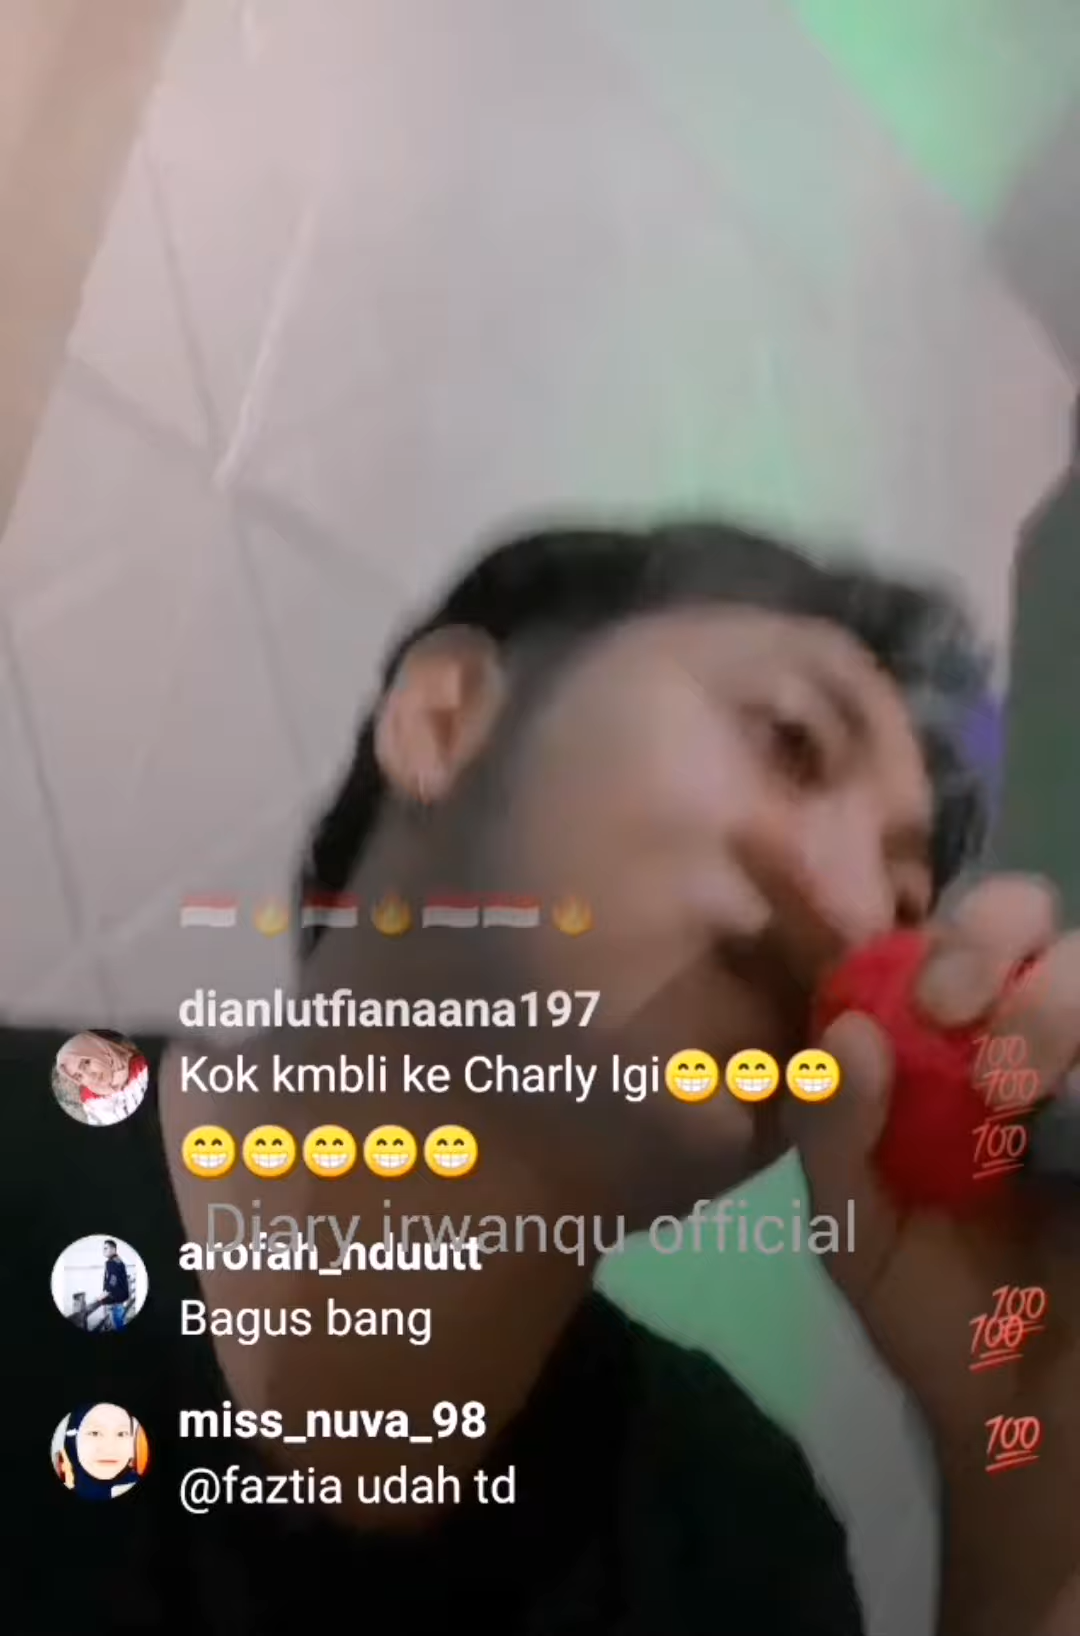 🇮🇩🔥🇮🇩🔥🇮🇩🇮🇩🔥
dianlutfianaana197
Kok kmbli ke Charly lgi😁😁😁
😁😁😁😁😁
Diary irwanqu official
arofah_nduutt
Bagus bang
miss_nuva_98
@faztia udah td
💯
💯
💯
💯
💯
💯